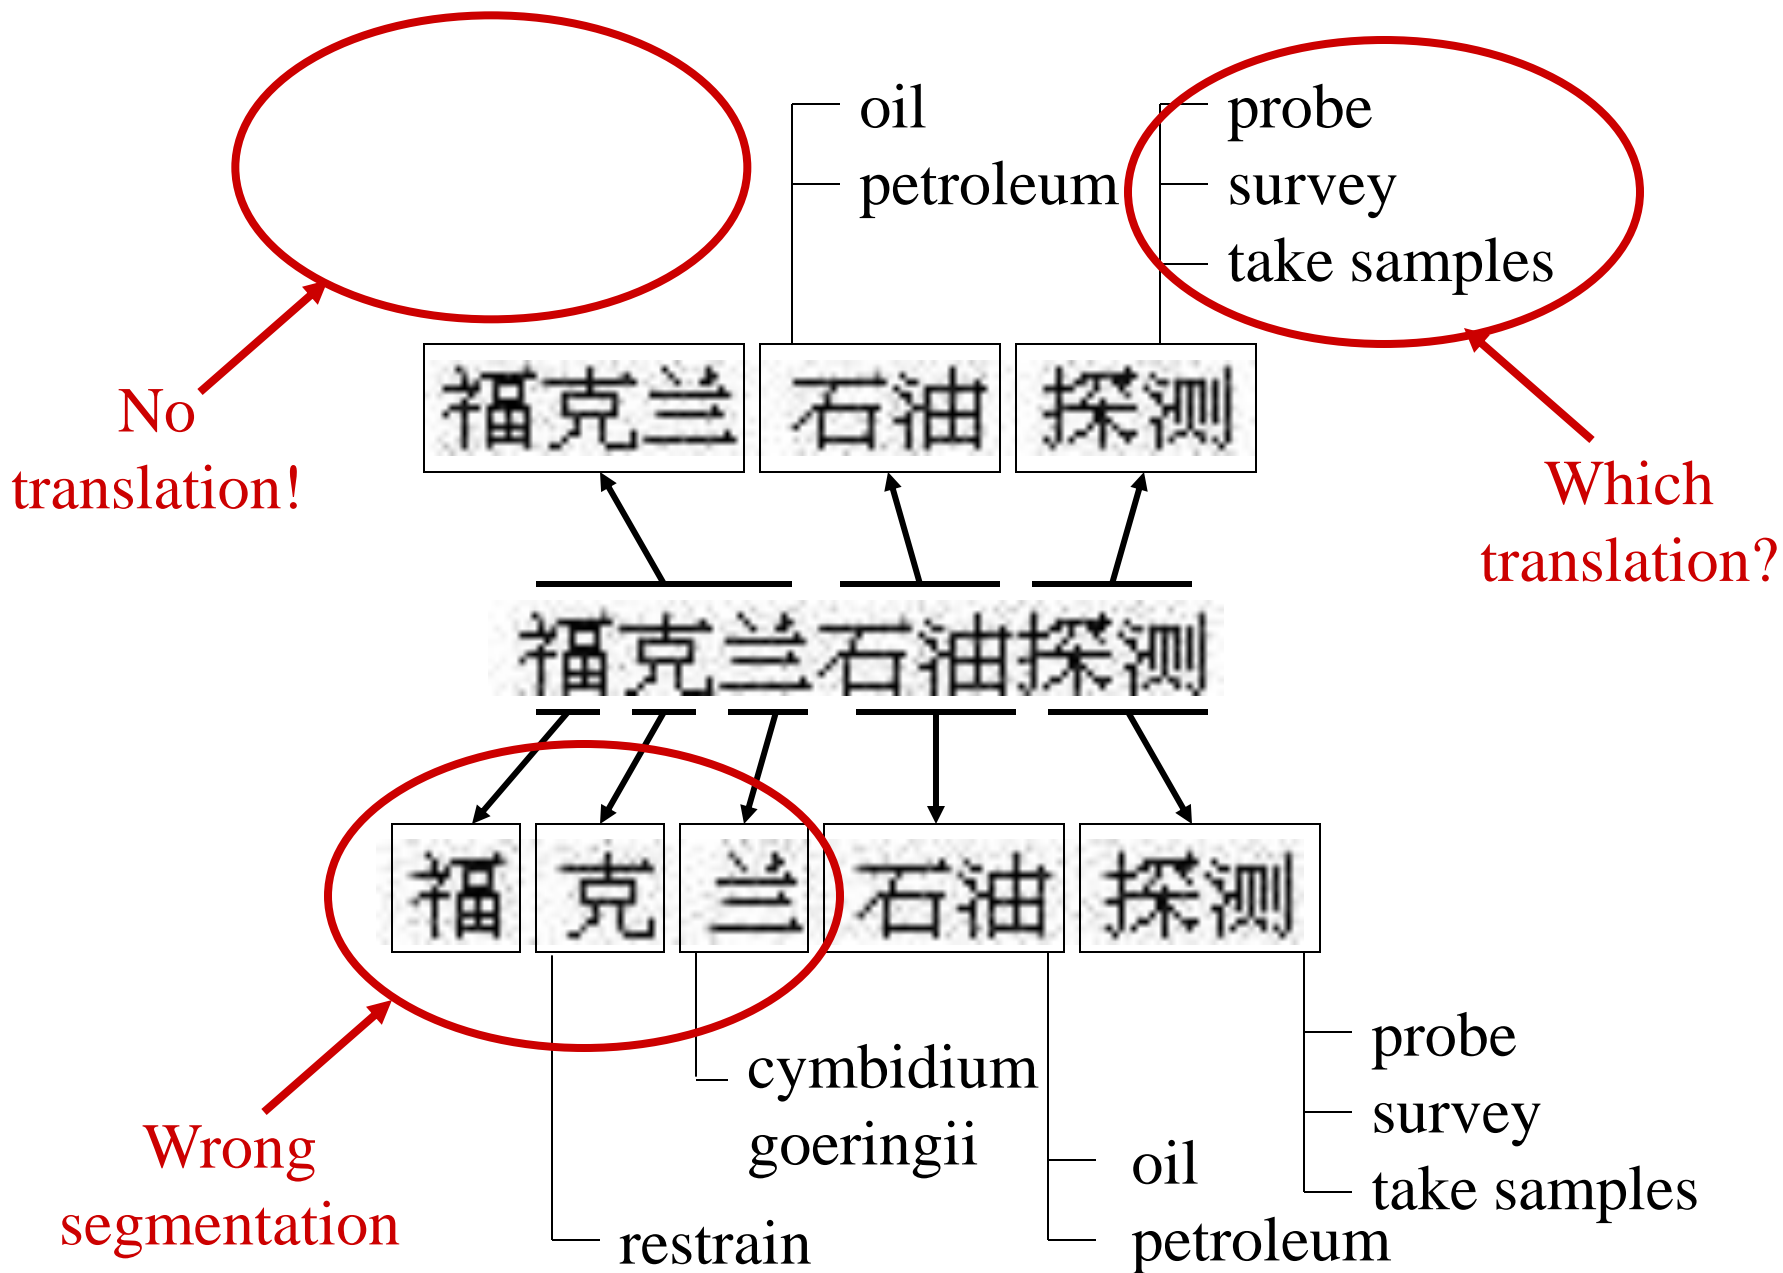 oil
petroleum
probe
survey
take samples
No
translation!
福克兰 石油 探测
Which
translation?
福克兰石油探测
福 克 兰 石油 探测
cymbidium
goeringii
restrain
oil
petroleum
probe
survey
take samples
Wrong
segmentation